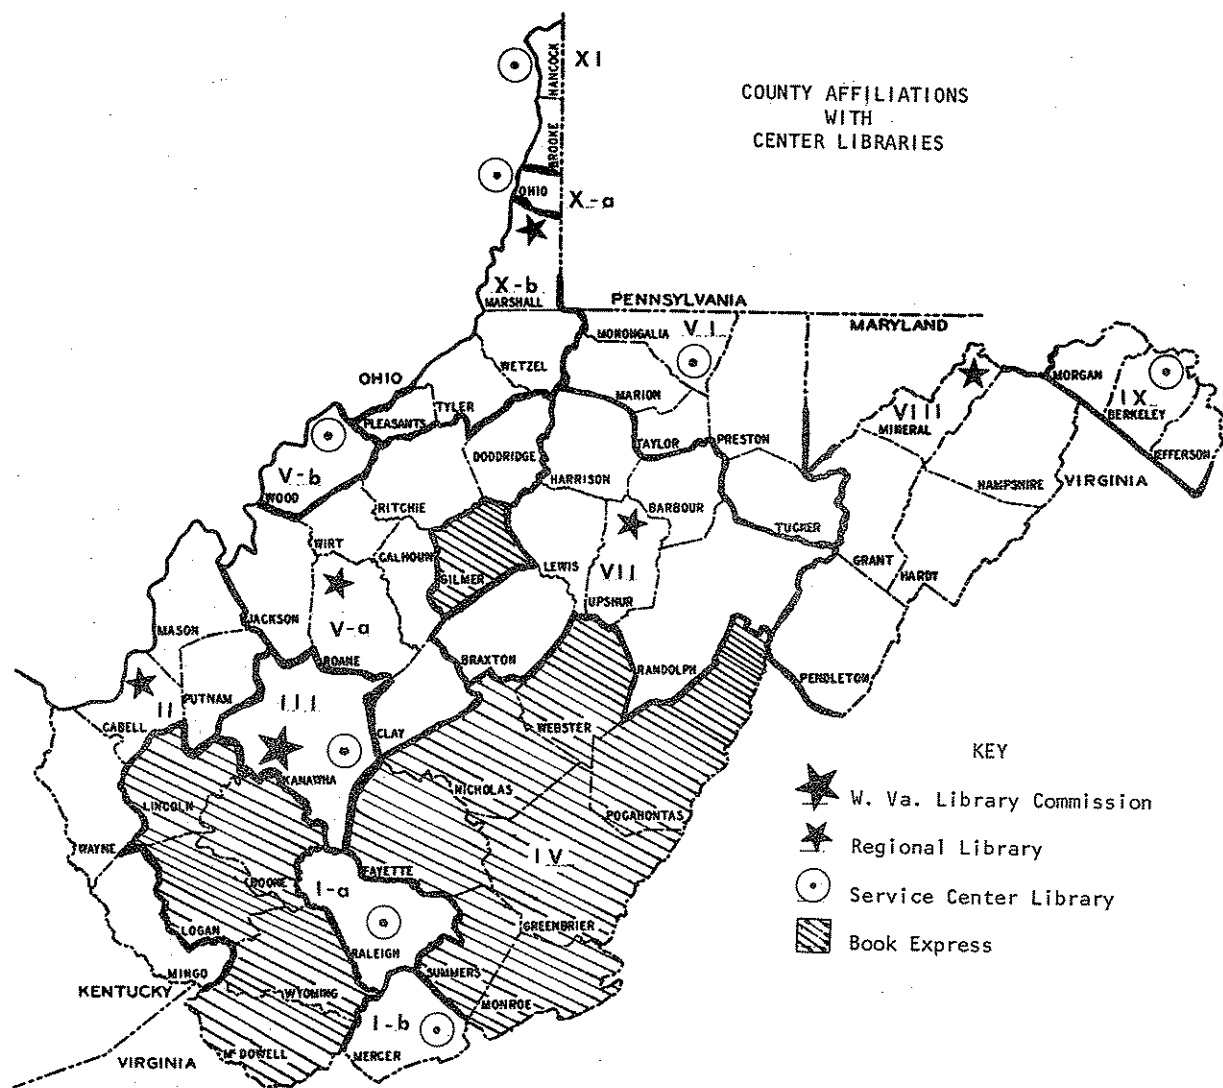 COUNTY AFFILIATIONS
WITH
CENTER LIBRARIES
XI
HANCOCK
BROOKE
OHIO
X-a
X-b
MARSHALL
PENNSYLVANIA
MARYLAND
MONONGALIA
VI
WETZEL
OHIO
MARION
MORGAN
IX
BERKELEY
JEFFERSON
VIII
MINERAL
PLEASANTS
TYLER
TAYLOR
PRESTON
DODDRIDGE
HARRISON
V-b
WOOD
HAMPSHIRE
VIRGINIA
RITCHIE
BARBOUR
TUCKER
WIRT
CALHOUN
GILMER
LEWIS
VII
UPSHUR
GRANT
HARDY
JACKSON
V-a
ROANE
MASON
BRAXTON
RANDOLPH
PENDLETON
II
PUTNAM
III
CABELL
CLAY
WEBSTER
KANAWHA
NICHOLAS
LINCOLN
POCAHONTAS
WAYNE
IV
BOONE
I-a
FAYETTE
GREENBRIER
LOGAN
RALEIGH
MINGO
SUMMERS
KENTUCKY
WYOMING
MONROE
I-b
McDOWELL
MERCER
VIRGINIA
KEY
W. Va. Library Commission
Regional Library
Service Center Library
Book Express